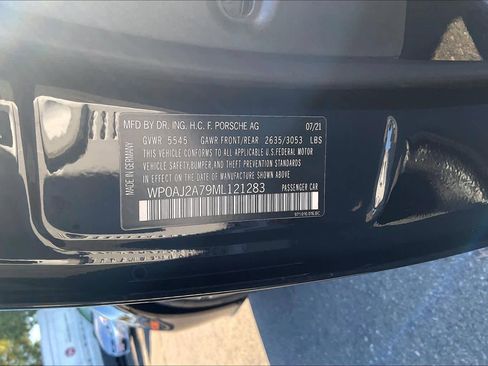 MFD BY DR. ING. H.C. F. PORSCHE AG 07/21
GVWR 5545 GAWR FRONT/REAR 2635/3053 LBS
THIS VEHICLE CONFORMS TO ALL APPLICABLE U.S. FEDERAL MOTOR
VEHICLE SAFETY, BUMPER, AND THEFT PREVENTION STANDARDS
IN EFFECT ON THE DATE OF MANUFACTURE SHOWN ABOVE.
WP0AJ2A79ML121283 PASSENGER CAR
MADE IN GERMANY